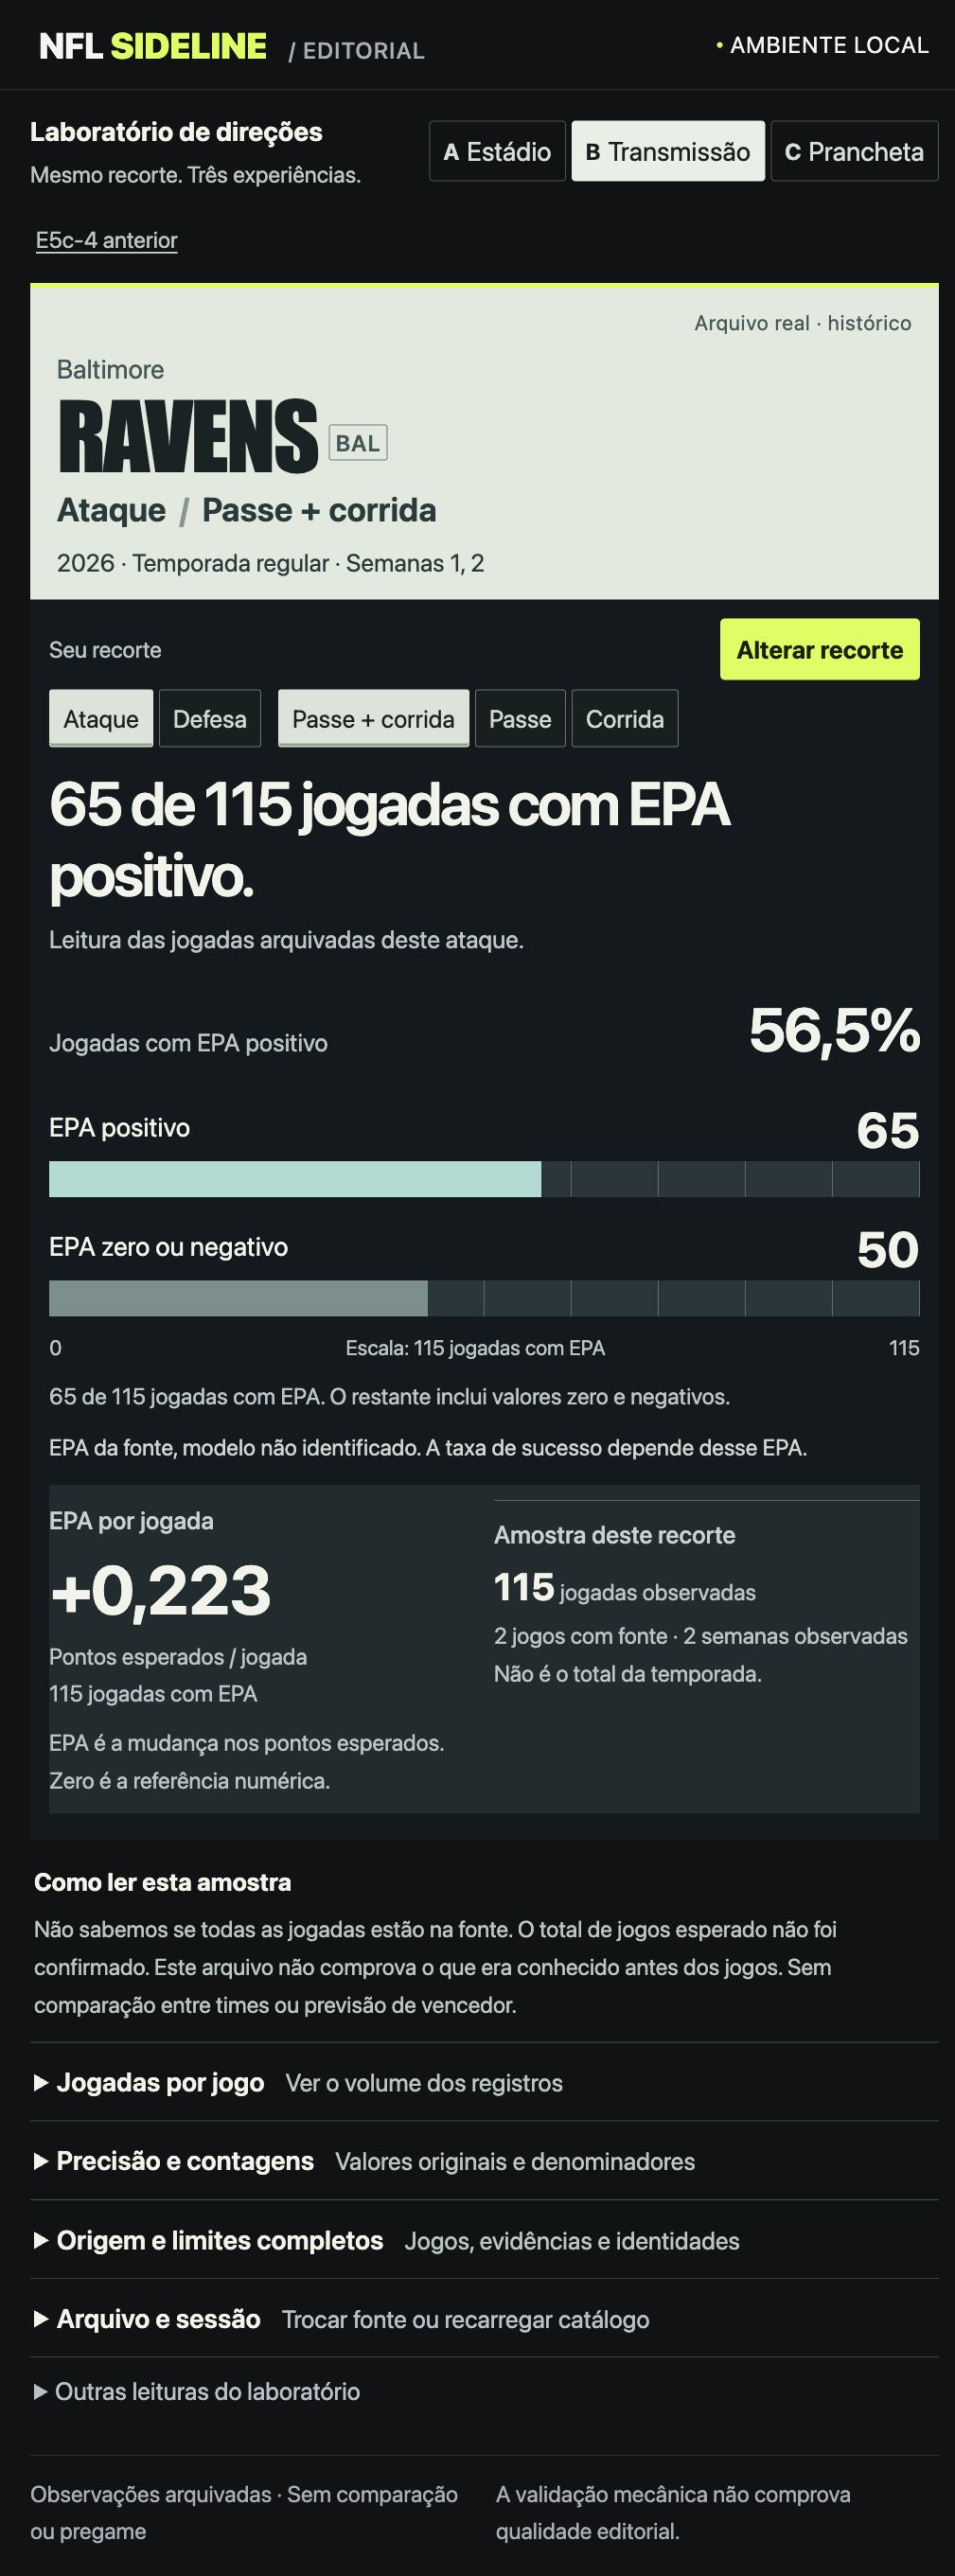 NFL SIDELINE / EDITORIAL
• AMBIENTE LOCAL
Laboratório de direções
Mesmo recorte. Três experiências.
A Estádio
B Transmissão
C Prancheta
E5c-4 anterior
Arquivo real · histórico
Baltimore
RAVENS BAL
Ataque / Passe + corrida
2026 · Temporada regular · Semanas 1, 2
Seu recorte
Alterar recorte
Ataque
Defesa
Passe + corrida
Passe
Corrida
65 de 115 jogadas com EPA
positivo.
Leitura das jogadas arquivadas deste ataque.
Jogadas com EPA positivo
56,5%
EPA positivo
65
EPA zero ou negativo
50
0
Escala: 115 jogadas com EPA
115
65 de 115 jogadas com EPA. O restante inclui valores zero e negativos.
EPA da fonte, modelo não identificado. A taxa de sucesso depende desse EPA.
EPA por jogada
+0,223
Pontos esperados / jogada
115 jogadas com EPA
EPA é a mudança nos pontos esperados.
Zero é a referência numérica.
Amostra deste recorte
115 jogadas observadas
2 jogos com fonte · 2 semanas observadas
Não é o total da temporada.
Como ler esta amostra
Não sabemos se todas as jogadas estão na fonte. O total de jogos esperado não foi
confirmado. Este arquivo não comprova o que era conhecido antes dos jogos. Sem
comparação entre times ou previsão de vencedor.
▶ Jogadas por jogo Ver o volume dos registros
▶ Precisão e contagens Valores originais e denominadores
▶ Origem e limites completos Jogos, evidências e identidades
▶ Arquivo e sessão Trocar fonte ou recarregar catálogo
▶ Outras leituras do laboratório
Observações arquivadas · Sem comparação
ou pregame
A validação mecânica não comprova
qualidade editorial.